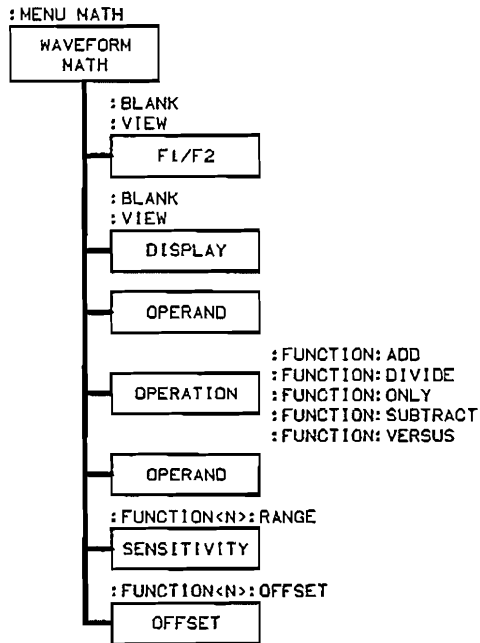 :MENU MATH
WAVEFORM
MATH
:BLANK
:VIEW
F1/F2
:BLANK
:VIEW
DISPLAY
OPERAND
:FUNCTION:ADD
:FUNCTION:DIVIDE
OPERATION
:FUNCTION:ONLY
:FUNCTION:SUBTRACT
:FUNCTION:VERSUS
OPERAND
:FUNCTION<N>:RANGE
SENSITIVITY
:FUNCTION<N>:OFFSET
OFFSET